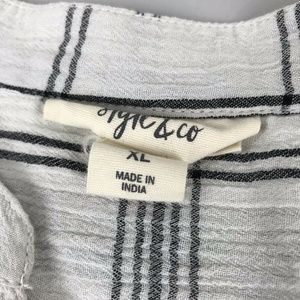 style & co
XL
MADE IN
INDIA